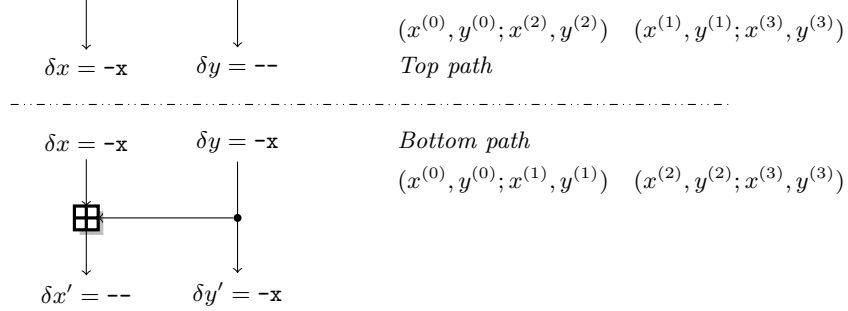 (x^{(0)}, y^{(0)}; x^{(2)}, y^{(2)}) (x^{(1)}, y^{(1)}; x^{(3)}, y^{(3)})
δx = -x δy = -- Top path
δx = -x δy = -x Bottom path
(x^{(0)}, y^{(0)}; x^{(1)}, y^{(1)}) (x^{(2)}, y^{(2)}; x^{(3)}, y^{(3)})
δx′ = -- δy′ = -x